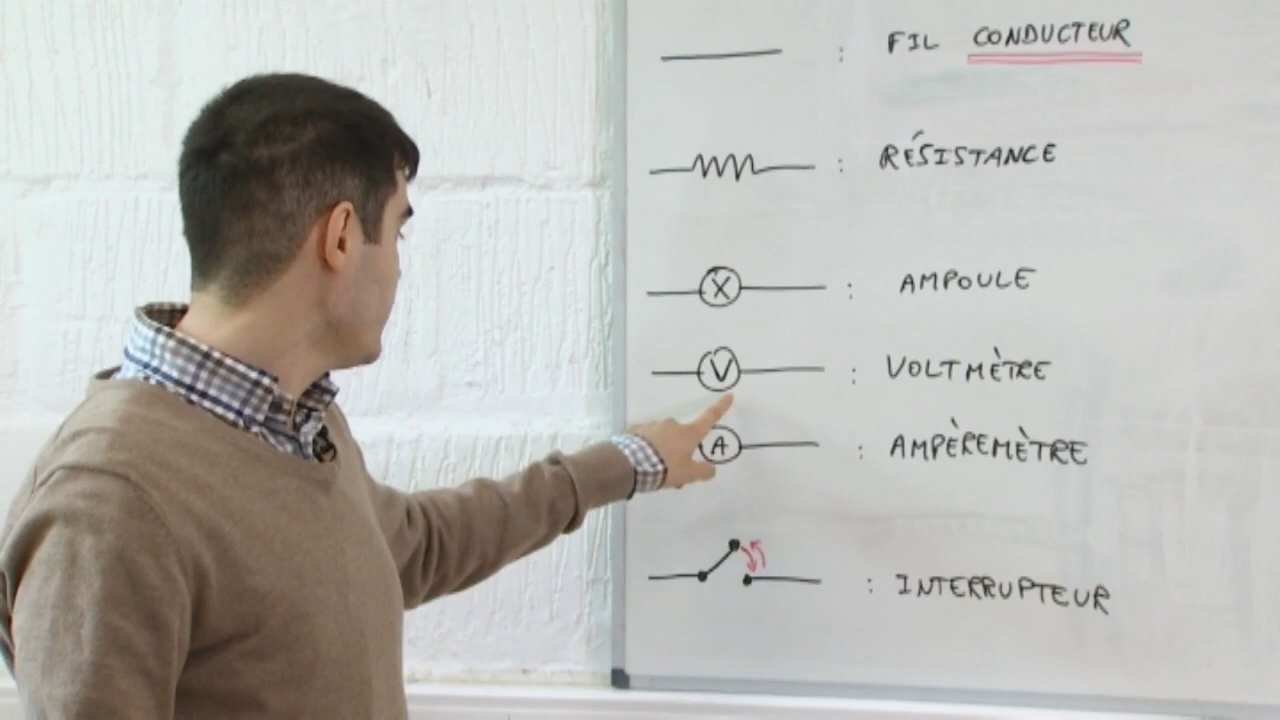 : FIL CONDUCTEUR
: RÉSISTANCE
X : AMPOULE
V : VOLTMÈTRE
A : AMPÈREMÈTRE
: INTERRUPTEUR